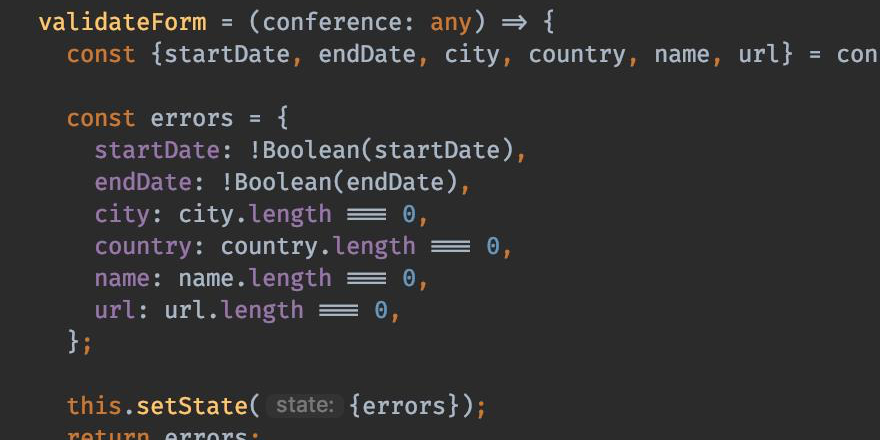 validateForm = (conference: any) => {
const {startDate, endDate, city, country, name, url} = con
const errors = {
startDate: !Boolean(startDate),
endDate: !Boolean(endDate),
city: city.length === 0,
country: country.length === 0,
name: name.length === 0,
url: url.length === 0,
};
this.setState( state: {errors});
return errors;